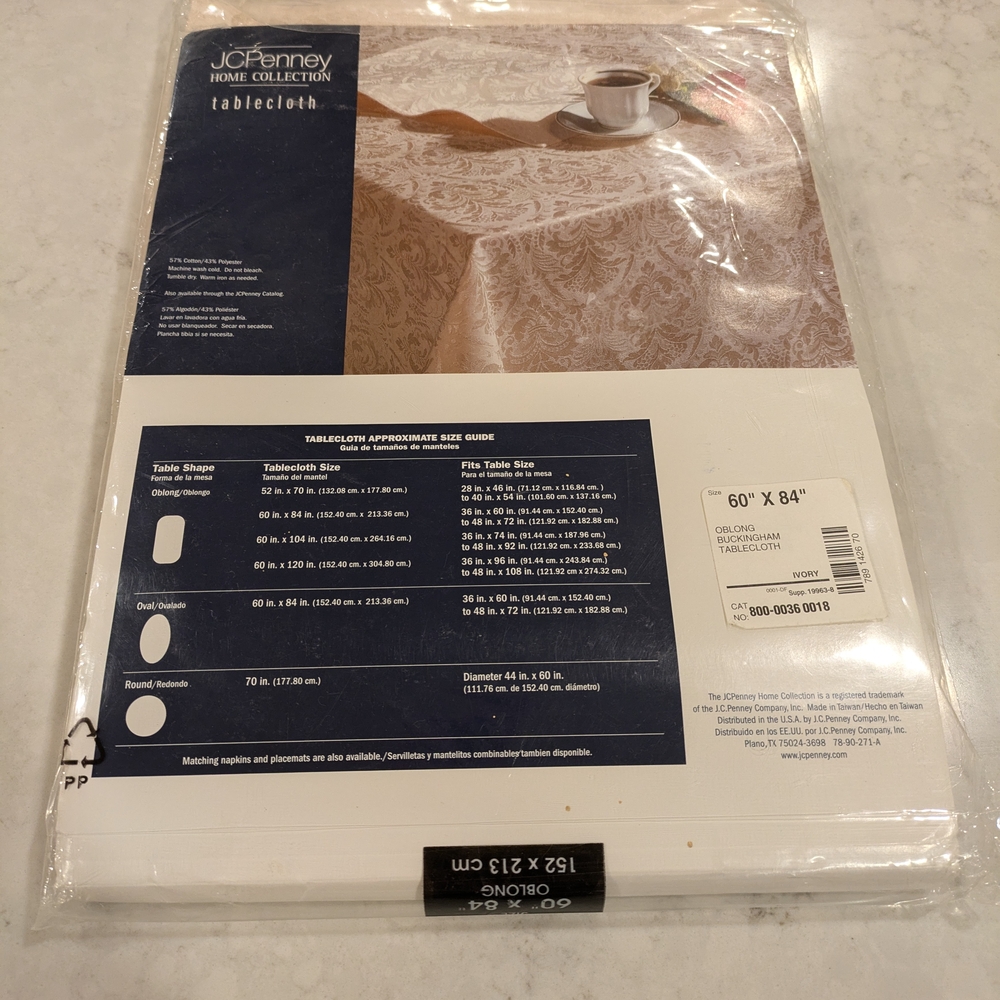 JCPenney
HOME COLLECTION
tablecloth
57% Cotton/43% Polyester
Machine wash cold. Do not bleach.
Tumble dry. Warm iron as needed.
Also available through the JCPenney Catalog.
57% Algodón/43% Poliéster
Lavar en lavadora con agua fría.
No usar blanqueador. Secar en secadora.
Plancha tibia si se necesita.
TABLECLOTH APPROXIMATE SIZE GUIDE
Guia de tamaños de manteles
Table Shape
Forma de la mesa
Tablecloth Size
Tamaño del mantel
Fits Table Size
Para el tamaño de la mesa
Oblong/Oblongo
52 in. x 70 in. (132.08 cm. x 177.80 cm.)
28 in. x 46 in. (71.12 cm. x 116.84 cm.)
to 40 in. x 54 in. (101.60 cm. x 137.16 cm.)
60 in. x 84 in. (152.40 cm. x 213.36 cm.)
36 in. x 60 in. (91.44 cm. x 152.40 cm.)
to 48 in. x 72 in. (121.92 cm. x 182.88 cm.)
60 in. x 104 in. (152.40 cm. x 264.16 cm.)
36 in. x 74 in. (91.44 cm. x 187.96 cm.)
to 48 in. x 92 in. (121.92 cm. x 233.68 cm.)
60 in. x 120 in. (152.40 cm. x 304.80 cm.)
36 in. x 96 in. (91.44 cm. x 243.84 cm.)
to 48 in. x 108 in. (121.92 cm. x 274.32 cm.)
Oval/Ovalado
60 in. x 84 in. (152.40 cm. x 213.36 cm.)
36 in. x 60 in. (91.44 cm. x 152.40 cm.)
to 48 in. x 72 in. (121.92 cm. x 182.88 cm.)
Round/Redondo
70 in. (177.80 cm.)
Diameter 44 in. x 60 in.
(111.76 cm. de 152.40 cm. diámetro)
Matching napkins and placemats are also available./Servilletas y mantelitos combinables tambien disponible.
Size 60" X 84"
OBLONG
BUCKINGHAM
TABLECLOTH
IVORY
Supp. 19963-8
CAT. NO: 800-0036 0018
789 1426 70
The JCPenney Home Collection is a registered trademark
of the J.C.Penney Company, Inc. Made in Taiwan/Hecho en Taiwan
Distributed in the U.S.A. by J.C.Penney Company, Inc.
Distribuido en los EE.UU. por J.C.Penney Company, Inc.
Plano,TX 75024-3698 78-90-271-A
www.jcpenney.com
PP
60" X 84"
OBLONG
152 x 213 cm